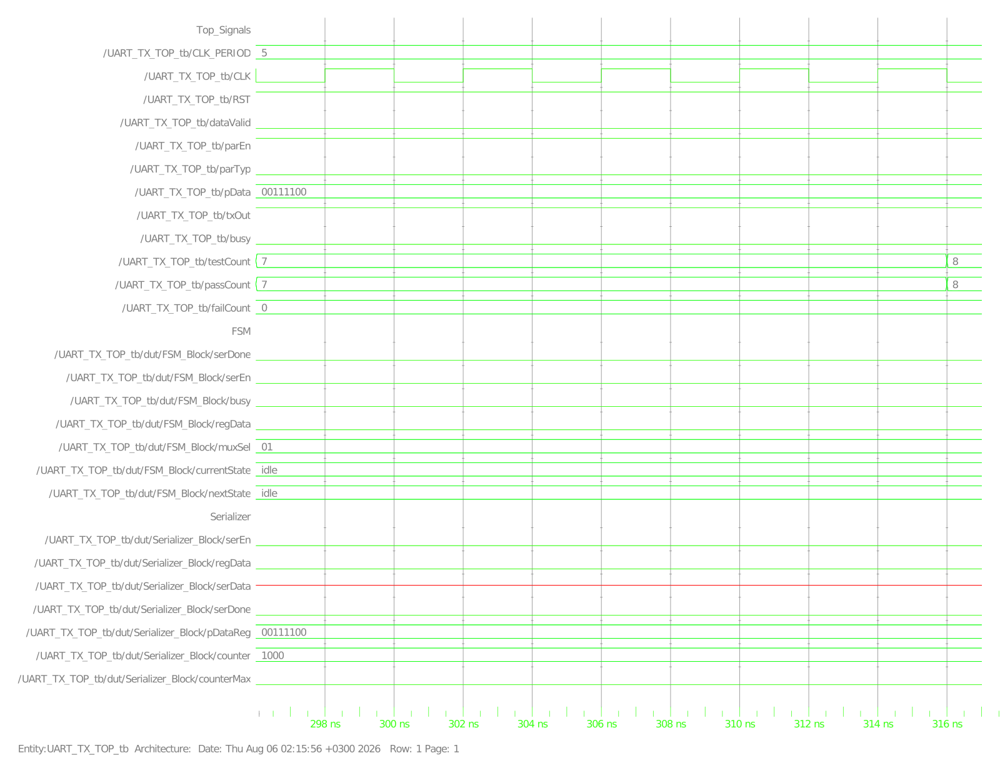 Top_Signals
/UART_TX_TOP_tb/CLK_PERIOD 5
/UART_TX_TOP_tb/CLK
/UART_TX_TOP_tb/RST
/UART_TX_TOP_tb/dataValid
/UART_TX_TOP_tb/parEn
/UART_TX_TOP_tb/parTyp
/UART_TX_TOP_tb/pData 00111100
/UART_TX_TOP_tb/txOut
/UART_TX_TOP_tb/busy
/UART_TX_TOP_tb/testCount 7 8
/UART_TX_TOP_tb/passCount 7 8
/UART_TX_TOP_tb/failCount 0
FSM
/UART_TX_TOP_tb/dut/FSM_Block/serDone
/UART_TX_TOP_tb/dut/FSM_Block/serEn
/UART_TX_TOP_tb/dut/FSM_Block/busy
/UART_TX_TOP_tb/dut/FSM_Block/regData
/UART_TX_TOP_tb/dut/FSM_Block/muxSel 01
/UART_TX_TOP_tb/dut/FSM_Block/currentState idle
/UART_TX_TOP_tb/dut/FSM_Block/nextState idle
Serializer
/UART_TX_TOP_tb/dut/Serializer_Block/serEn
/UART_TX_TOP_tb/dut/Serializer_Block/regData
/UART_TX_TOP_tb/dut/Serializer_Block/serData
/UART_TX_TOP_tb/dut/Serializer_Block/serDone
/UART_TX_TOP_tb/dut/Serializer_Block/pDataReg 00111100
/UART_TX_TOP_tb/dut/Serializer_Block/counter 1000
/UART_TX_TOP_tb/dut/Serializer_Block/counterMax
298 ns 300 ns 302 ns 304 ns 306 ns 308 ns 310 ns 312 ns 314 ns 316 ns
Entity:UART_TX_TOP_tb Architecture: Date: Thu Aug 06 02:15:56 +0300 2026 Row: 1 Page: 1